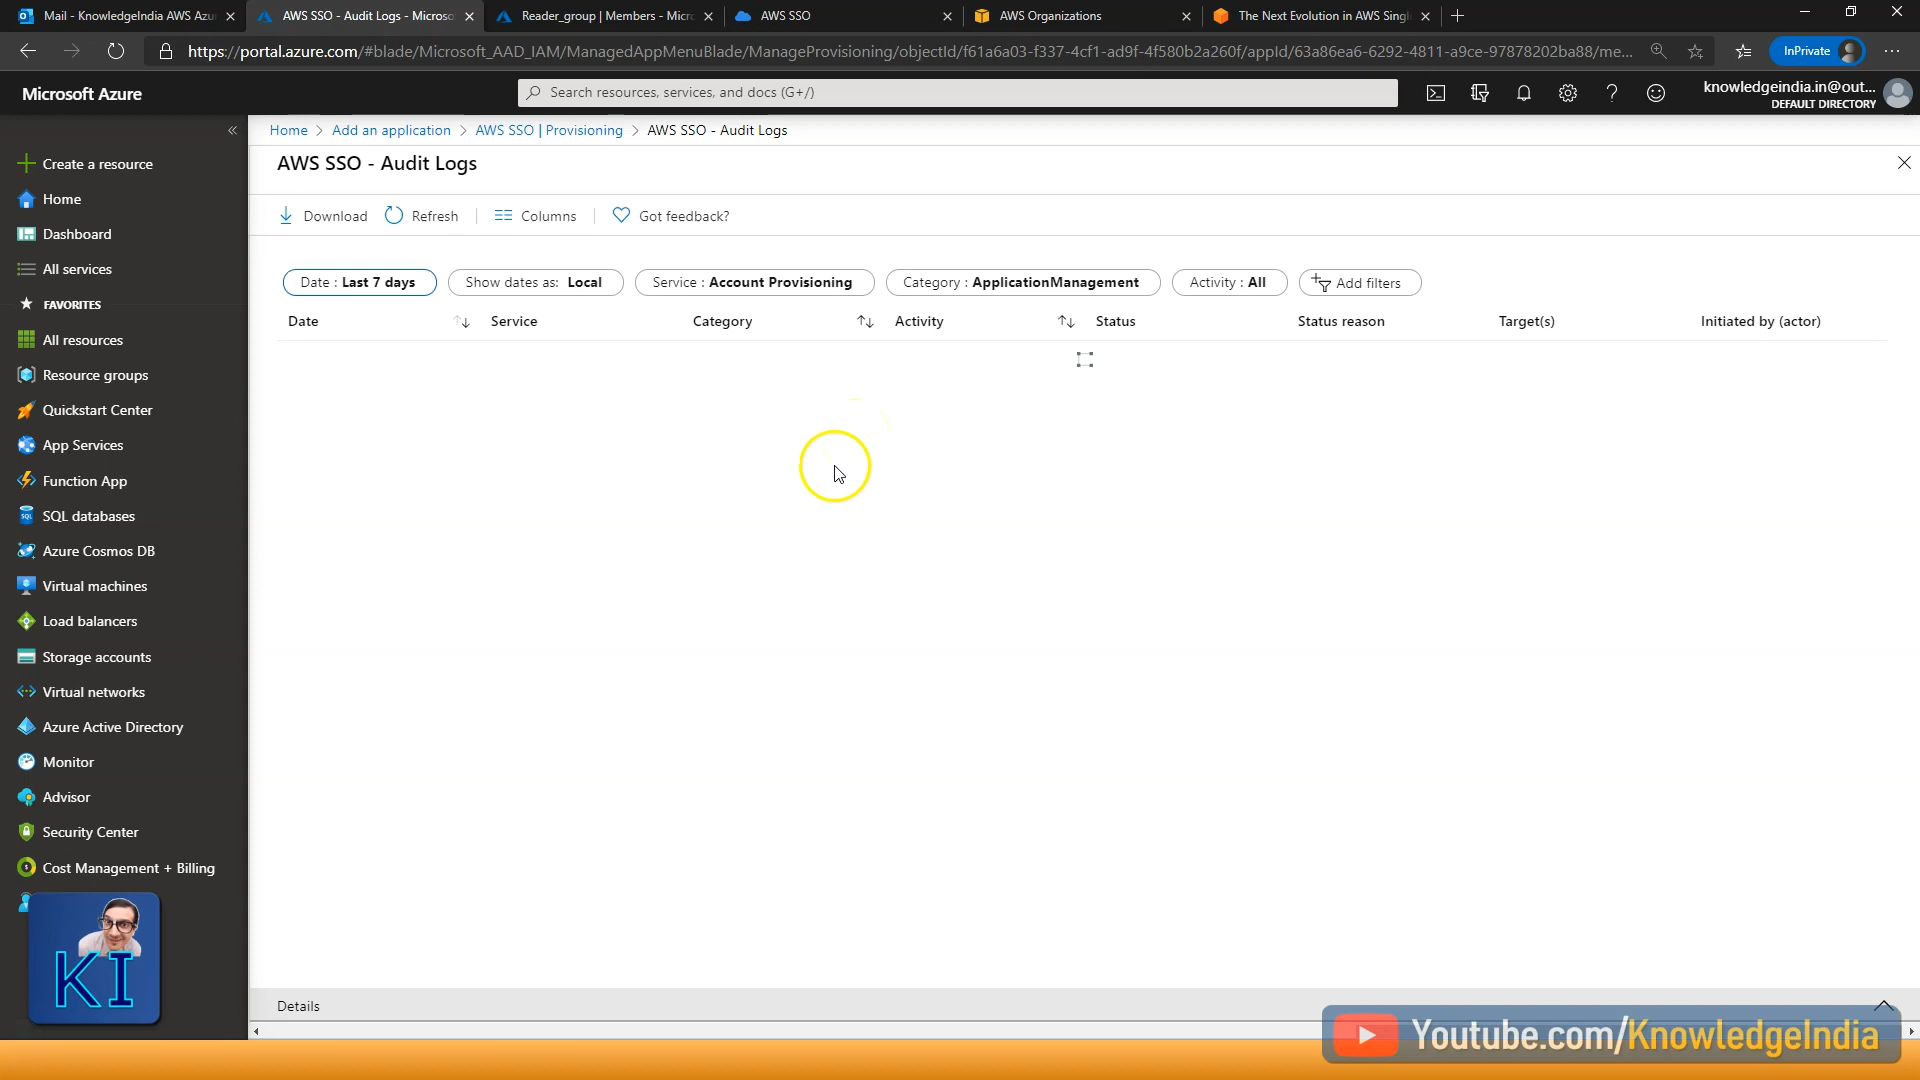 Mail - KnowledgeIndia AWS Azu
AWS SSO - Audit Logs - Microso
Reader_group | Members - Micr
AWS SSO
AWS Organizations
The Next Evolution in AWS Singl
https://portal.azure.com/#blade/Microsoft_AAD_IAM/ManagedAppMenuBlade/ManageProvisioning/objectId/f61a6a03-f337-4cf1-ad9f-4f580b2a260f/appId/63a86ea6-6292-4811-a9ce-97878202ba88/me...
InPrivate
Microsoft Azure
Search resources, services, and docs (G+/)
knowledgeindia.in@out...
DEFAULT DIRECTORY
Home > Add an application > AWS SSO | Provisioning > AWS SSO - Audit Logs
AWS SSO - Audit Logs
Download
Refresh
Columns
Got feedback?
Date : Last 7 days
Show dates as: Local
Service : Account Provisioning
Category : ApplicationManagement
Activity : All
Add filters
Date
Service
Category
Activity
Status
Status reason
Target(s)
Initiated by (actor)
Create a resource
Home
Dashboard
All services
FAVORITES
All resources
Resource groups
Quickstart Center
App Services
Function App
SQL databases
Azure Cosmos DB
Virtual machines
Load balancers
Storage accounts
Virtual networks
Azure Active Directory
Monitor
Advisor
Security Center
Cost Management + Billing
KI
Details
Youtube.com/KnowledgeIndia